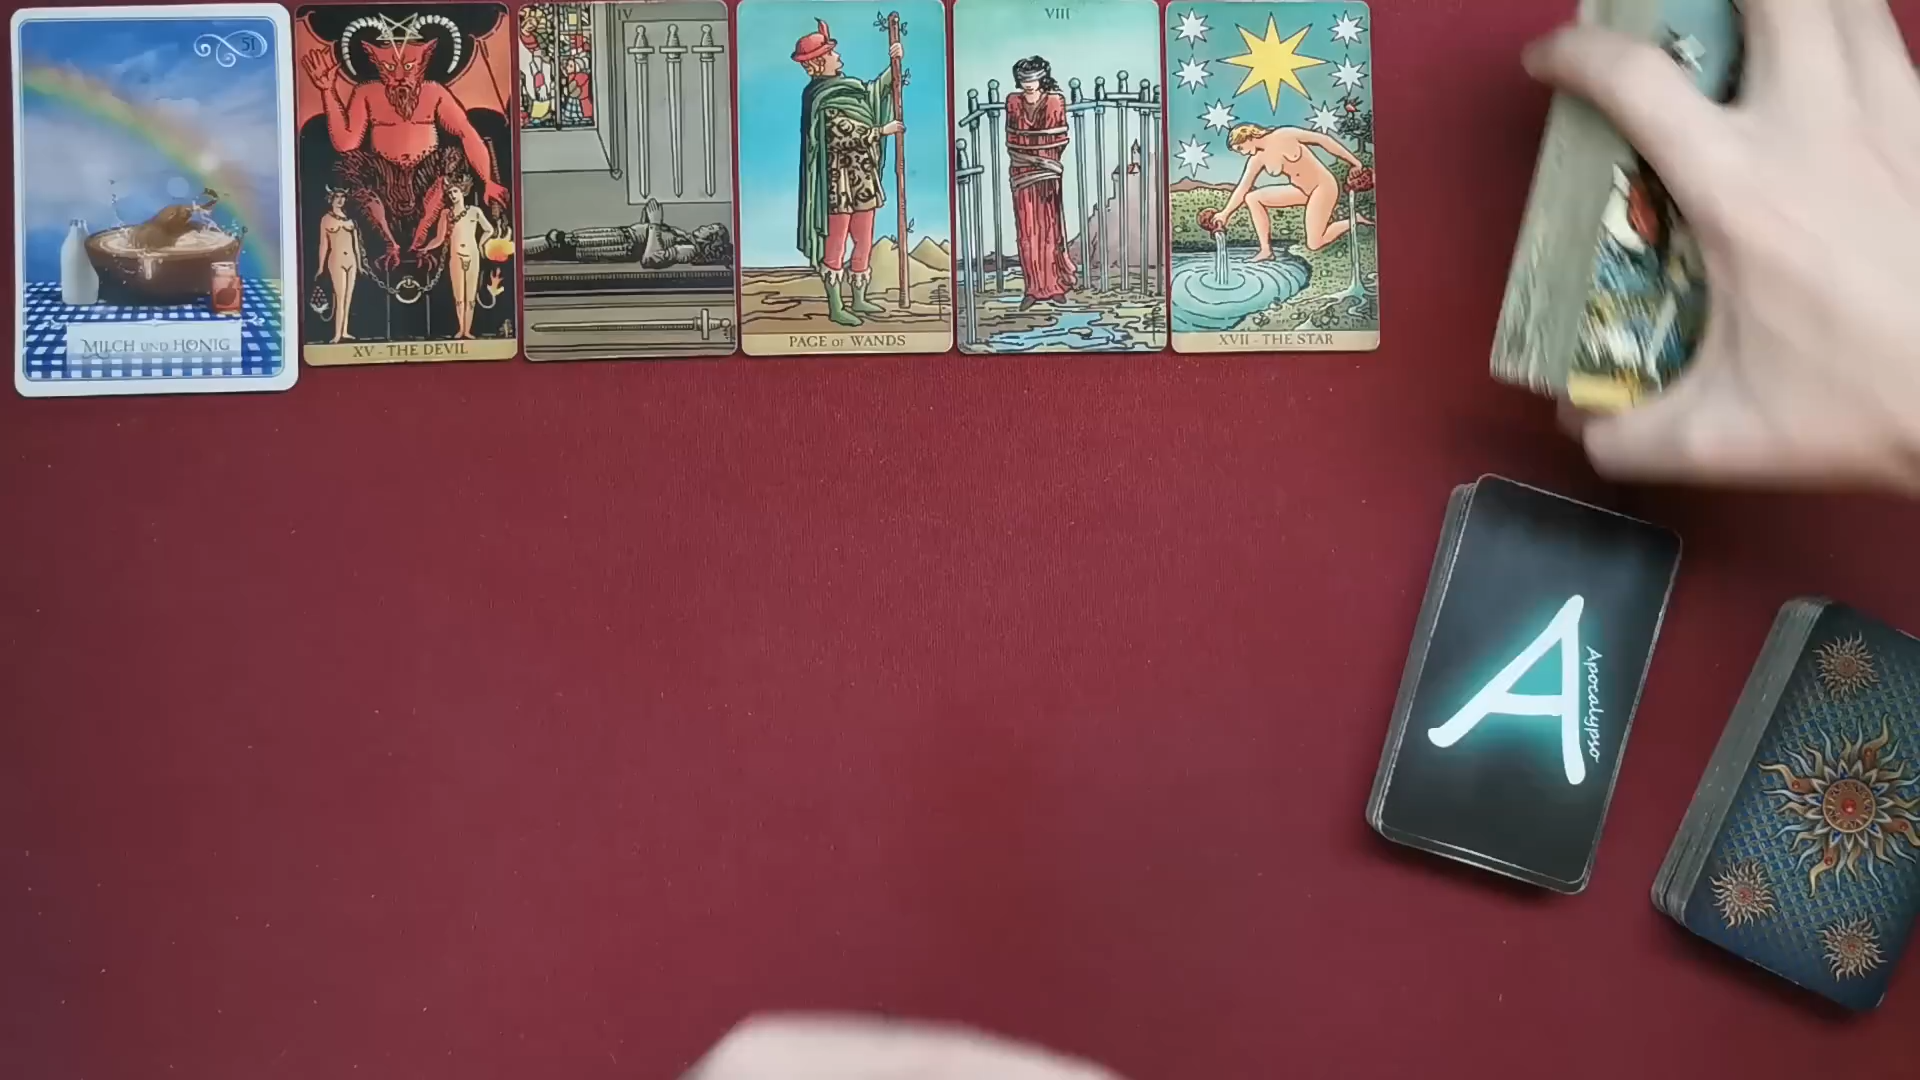 51
MILCH UND HONIG
XV - THE DEVIL
IV
PAGE OF WANDS
VIII
XVII - THE STAR
A
Apocalypso